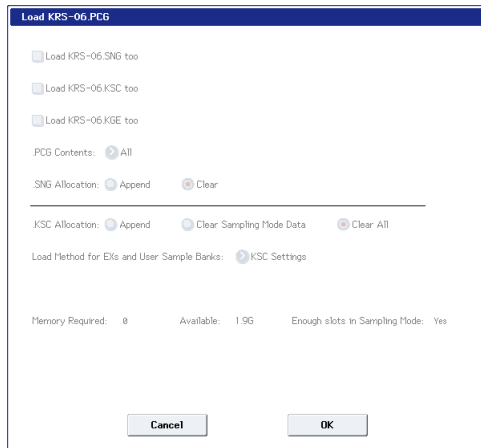 Load KRS-06.PCG
Load KRS-06.SNG too
Load KRS-06.KSC too
Load KRS-06.KGE too
.PCG Contents: All
.SNG Allocation: Append Clear
.KSC Allocation: Append Clear Sampling Mode Data Clear All
Load Method for EXs and User Sample Banks: KSC Settings
Memory Required: 0 Available: 1.9G Enough slots in Sampling Mode: Yes
Cancel OK